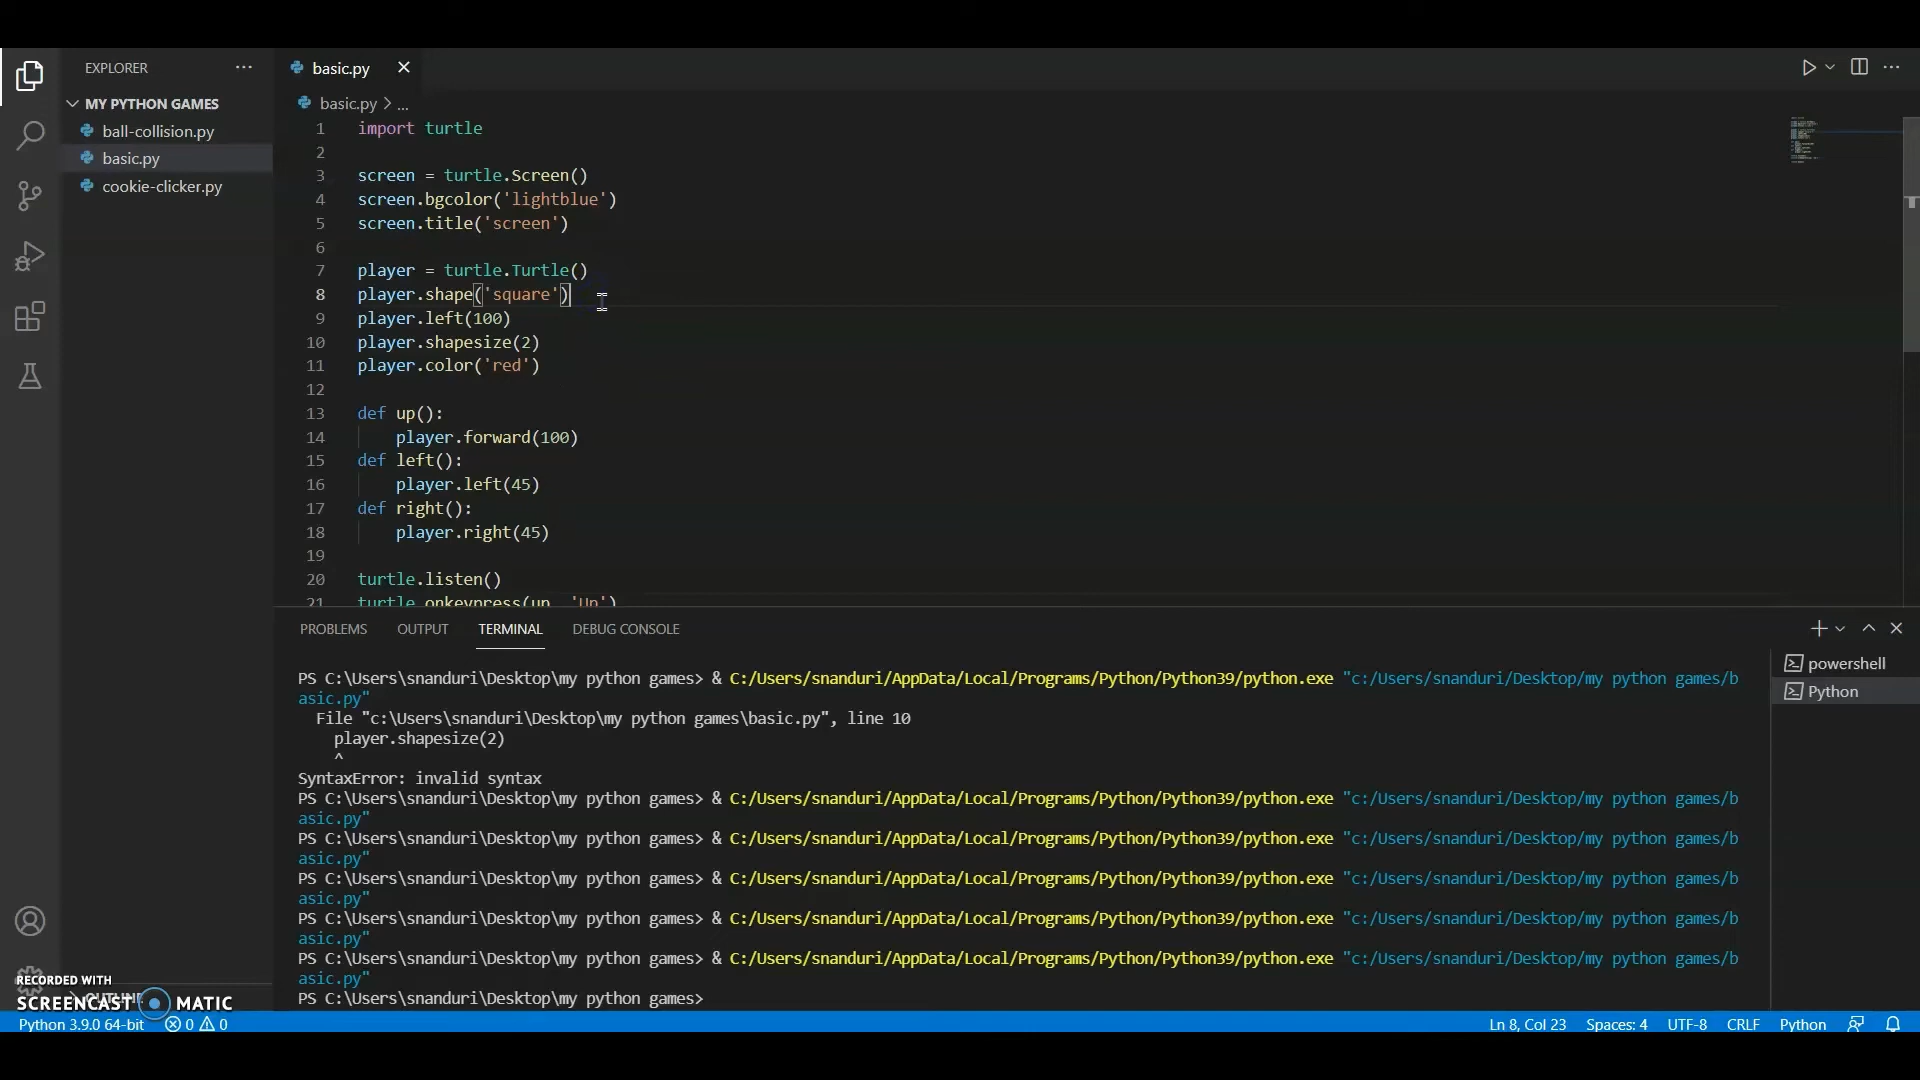 EXPLORER
MY PYTHON GAMES
ball-collision.py
basic.py
cookie-clicker.py
basic.py
basic.py > ...
1 import turtle
2
3 screen = turtle.Screen()
4 screen.bgcolor('lightblue')
5 screen.title('screen')
6
7 player = turtle.Turtle()
8 player.shape('square')
9 player.left(100)
10 player.shapesize(2)
11 player.color('red')
12
13 def up():
14 player.forward(100)
15 def left():
16 player.left(45)
17 def right():
18 player.right(45)
19
20 turtle.listen()
21 turtle.onkeypress(up, 'Up')
PROBLEMS OUTPUT TERMINAL DEBUG CONSOLE
PS C:\Users\snanduri\Desktop\my python games> & C:/Users/snanduri/AppData/Local/Programs/Python/Python39/python.exe "c:/Users/snanduri/Desktop/my python games/b
asic.py"
File "c:\Users\snanduri\Desktop\my python games\basic.py", line 10
player.shapesize(2)
^
SyntaxError: invalid syntax
PS C:\Users\snanduri\Desktop\my python games> & C:/Users/snanduri/AppData/Local/Programs/Python/Python39/python.exe "c:/Users/snanduri/Desktop/my python games/b
asic.py"
PS C:\Users\snanduri\Desktop\my python games> & C:/Users/snanduri/AppData/Local/Programs/Python/Python39/python.exe "c:/Users/snanduri/Desktop/my python games/b
asic.py"
PS C:\Users\snanduri\Desktop\my python games> & C:/Users/snanduri/AppData/Local/Programs/Python/Python39/python.exe "c:/Users/snanduri/Desktop/my python games/b
asic.py"
PS C:\Users\snanduri\Desktop\my python games> & C:/Users/snanduri/AppData/Local/Programs/Python/Python39/python.exe "c:/Users/snanduri/Desktop/my python games/b
asic.py"
PS C:\Users\snanduri\Desktop\my python games> & C:/Users/snanduri/AppData/Local/Programs/Python/Python39/python.exe "c:/Users/snanduri/Desktop/my python games/b
asic.py"
PS C:\Users\snanduri\Desktop\my python games>
powershell
Python
RECORDED WITH
SCREENCAST MATIC
OUTLINE
Python 3.9.0 64-bit 0 0
Ln 8, Col 23 Spaces: 4 UTF-8 CRLF Python